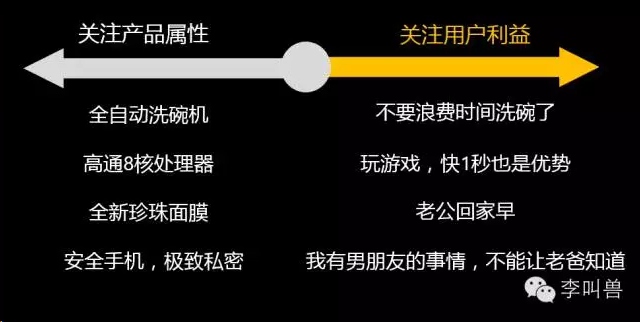 关注产品属性 关注用户利益
全自动洗碗机 不要浪费时间洗碗了
高通8核处理器 玩游戏，快1秒也是优势
全新珍珠面膜 老公回家早
安全手机，极致私密 我有男朋友的事情，不能让老爸知道
李叫兽